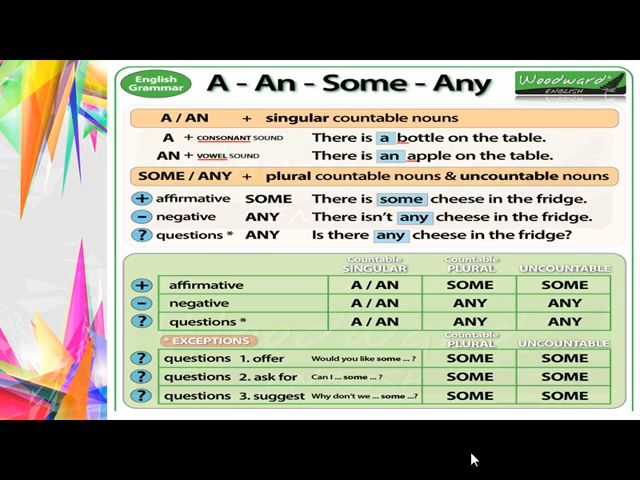 English Grammar
A - An - Some - Any
Woodward ENGLISH
A / AN + singular countable nouns
A + CONSONANT SOUND There is a bottle on the table.
AN + VOWEL SOUND There is an apple on the table.
SOME / ANY + plural countable nouns & uncountable nouns
+ affirmative SOME There is some cheese in the fridge.
− negative ANY There isn't any cheese in the fridge.
? questions * ANY Is there any cheese in the fridge?
Countable SINGULAR Countable PLURAL UNCOUNTABLE
+ affirmative A / AN SOME SOME
− negative A / AN ANY ANY
? questions * A / AN ANY ANY
* EXCEPTIONS Countable PLURAL UNCOUNTABLE
? questions 1. offer Would you like some ... ? SOME SOME
? questions 2. ask for Can I ... some ... ? SOME SOME
? questions 3. suggest Why don't we ... some ...? SOME SOME